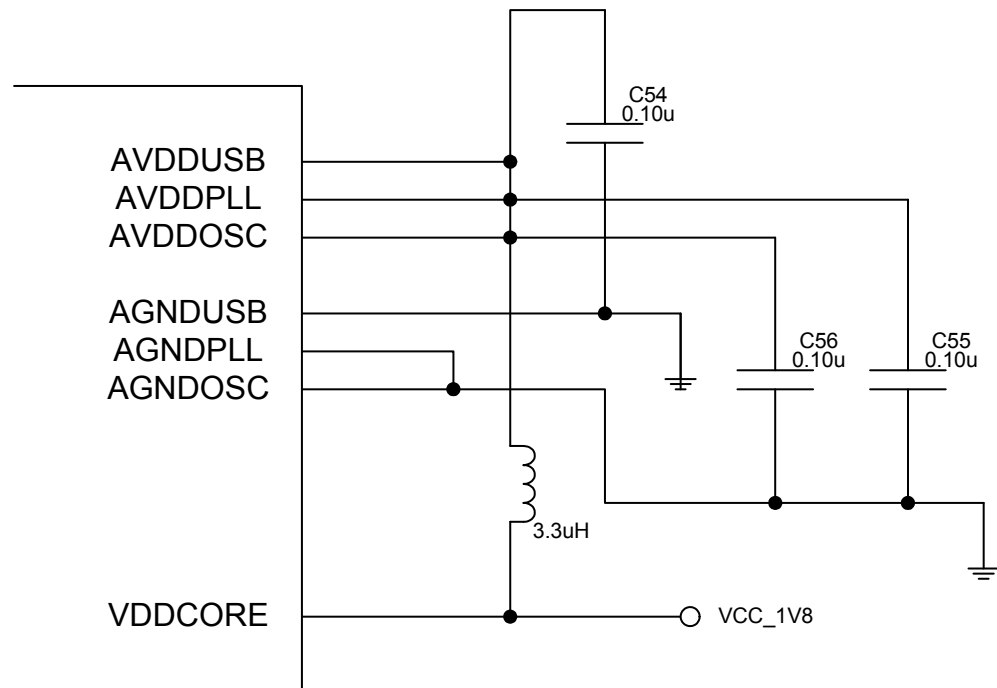 C54
0.10u
AVDDUSB
AVDDPLL
AVDDOSC
AGNDUSB
AGNDPLL
AGNDOSC
C56
0.10u
C55
0.10u
3.3uH
VDDCORE
VCC_1V8